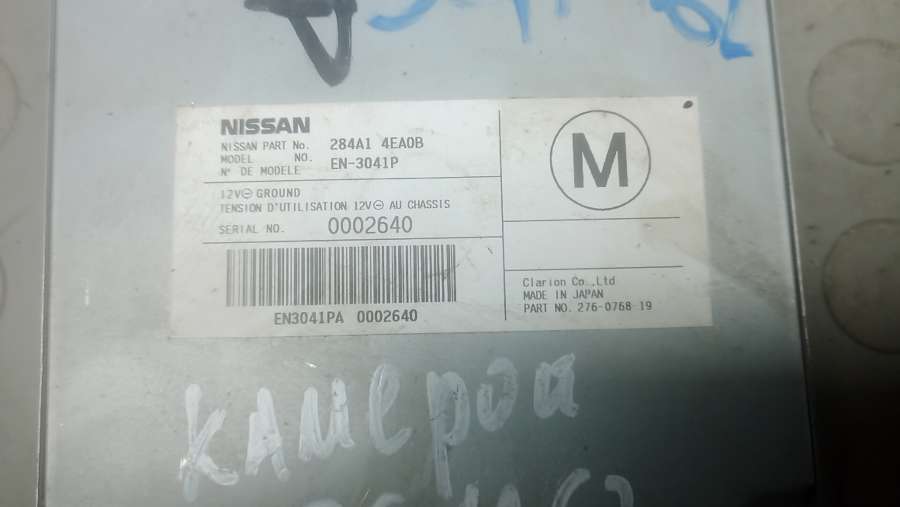 NISSAN
NISSAN PART No. 284A1 4EA0B
MODEL NO. EN-3041P
N° DE MODELE
12V⊖ GROUND
TENSION D'UTILISATION 12V⊖ AU CHASSIS
SERIAL NO. 0002640
EN3041PA 0002640
M
Clarion Co.,Ltd
MADE IN JAPAN
PART NO. 276-0768-19
камероа